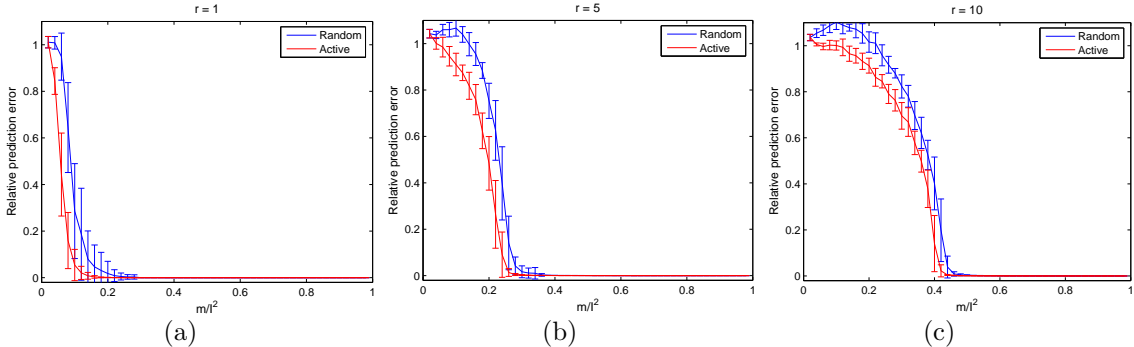 r = 1
Relative prediction error
1
0.8
0.6
0.4
0.2
0
0 0.2 0.4 0.6 0.8 1
m/l²
Random
Active
(a)
r = 5
Relative prediction error
1
0.8
0.6
0.4
0.2
0
0 0.2 0.4 0.6 0.8 1
m/l²
Random
Active
(b)
r = 10
Relative prediction error
1
0.8
0.6
0.4
0.2
0
0 0.2 0.4 0.6 0.8 1
m/l²
Random
Active
(c)